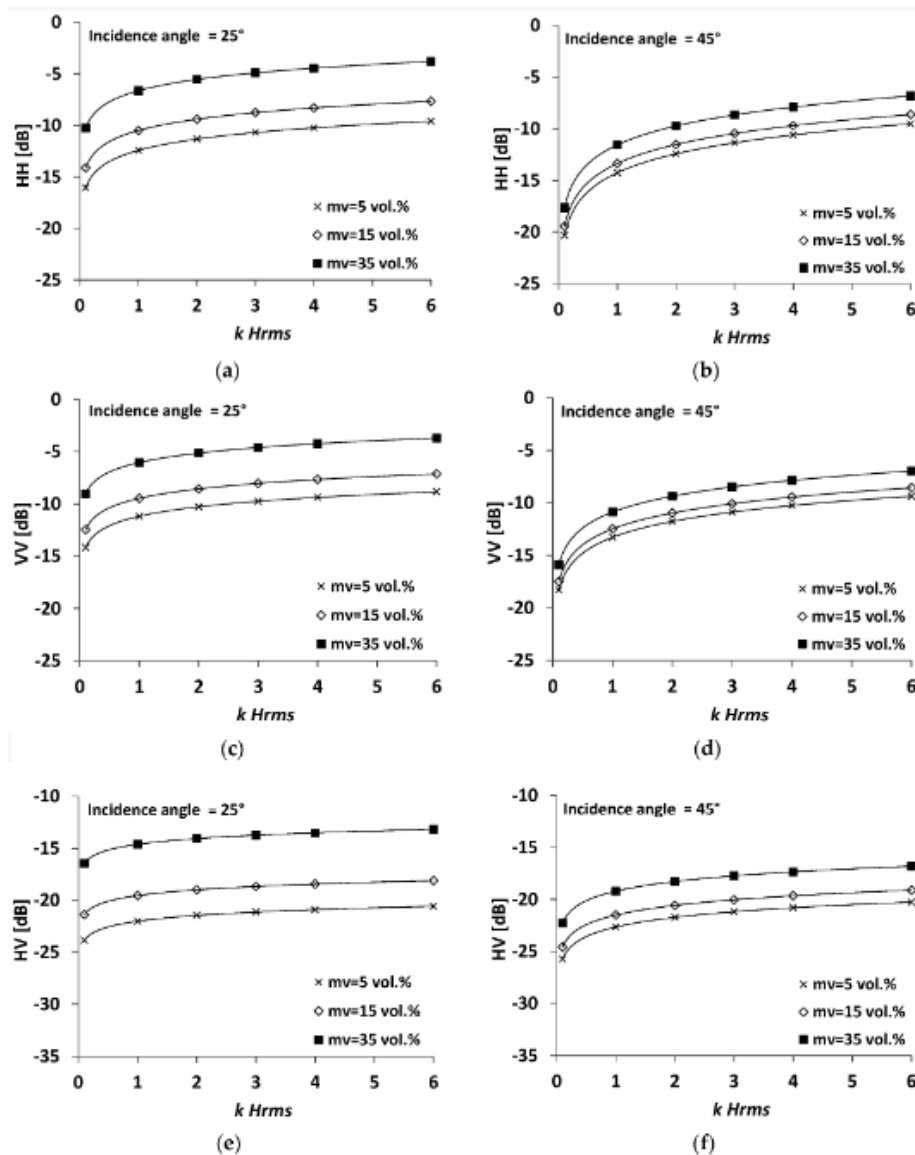 Incidence angle = 25°
HH [dB]
0
-5
-10
-15
-20
-25
mv=5 vol.%
mv=15 vol.%
mv=35 vol.%
0 1 2 3 4 5 6
k Hrms
(a)
Incidence angle = 45°
HH [dB]
0
-5
-10
-15
-20
-25
mv=5 vol.%
mv=15 vol.%
mv=35 vol.%
0 1 2 3 4 5 6
k Hrms
(b)
Incidence angle = 25°
VV [dB]
0
-5
-10
-15
-20
-25
mv=5 vol.%
mv=15 vol.%
mv=35 vol.%
0 1 2 3 4 5 6
k Hrms
(c)
Incidence angle = 45°
VV [dB]
0
-5
-10
-15
-20
-25
mv=5 vol.%
mv=15 vol.%
mv=35 vol.%
0 1 2 3 4 5 6
k Hrms
(d)
Incidence angle = 25°
HV [dB]
-10
-15
-20
-25
-30
-35
mv=5 vol.%
mv=15 vol.%
mv=35 vol.%
0 1 2 3 4 5 6
k Hrms
(e)
Incidence angle = 45°
HV [dB]
-10
-15
-20
-25
-30
-35
mv=5 vol.%
mv=15 vol.%
mv=35 vol.%
0 1 2 3 4 5 6
k Hrms
(f)